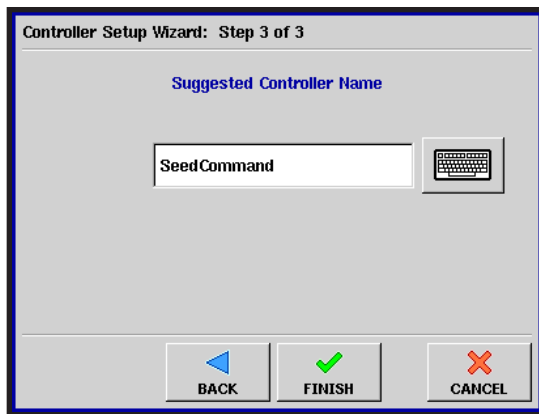 Controller Setup Wizard: Step 3 of 3
Suggested Controller Name
SeedCommand
BACK FINISH CANCEL